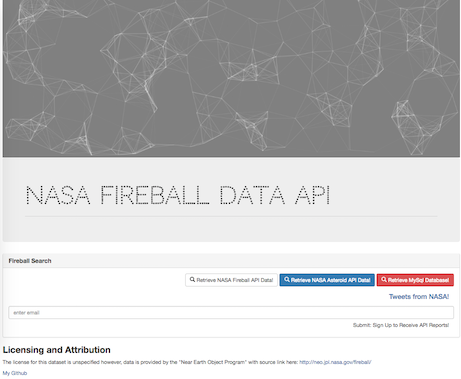 NASA FIREBALL DATA API
Fireball Search
Retrieve NASA Fireball API Data!
Retrieve NASA Asteroid API Data!
Retrieve MySql Database!
Tweets from NASA!
enter email
Submit: Sign Up to Receive API Reports!
Licensing and Attribution
The license for this dataset is unspecified however, data is provided by the "Near Earth Object Program" with source link here: http://neo.jpl.nasa.gov/fireball/
My Github